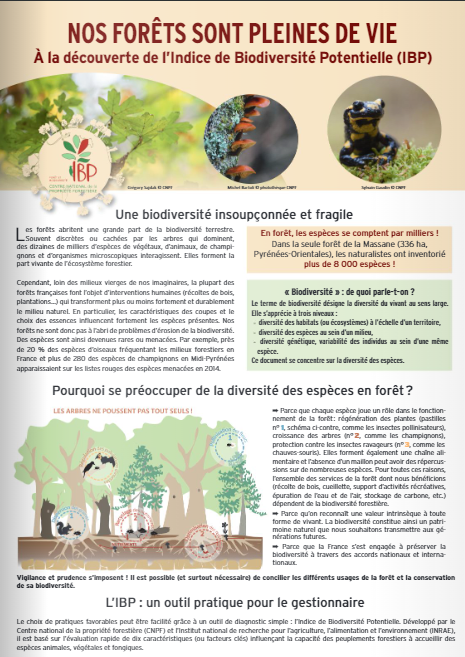 NOS FORÊTS SONT PLEINES DE VIE
À la découverte de l'Indice de Biodiversité Potentielle (IBP)
IBP
CENTRE NATIONAL DE LA
PROPRIÉTÉ FORESTIÈRE
Grégory Sajdak © CNPF
Michel Bartoli © photothèque CNPF
Sylvain Gaudin © CNPF
Une biodiversité insoupçonnée et fragile
Les forêts abritent une grande part de la biodiversité terrestre.
Souvent discrètes ou cachées par les arbres qui dominent,
des dizaines de milliers d'espèces de végétaux, d'animaux, de champi-
gnons et d'organismes microscopiques interagissent. Elles forment la
part vivante de l'écosystème forestier.
Cependant, loin des milieux vierges de nos imaginaires, la plupart des
forêts françaises font l'objet d'interventions humaines (récoltes de bois,
plantations...) qui transforment plus ou moins fortement et durablement
le milieu naturel. En particulier, les caractéristiques des coupes et le
choix des essences influencent fortement les espèces présentes. Nos
forêts ne sont donc pas à l'abri de problèmes d'érosion de la biodiversité.
Des espèces sont ainsi devenues rares ou menacées. Par exemple, près
de 20 % des espèces d'oiseaux fréquentant les milieux forestiers en
France et plus de 280 des espèces de champignons en Midi-Pyrénées
apparaissaient sur les listes rouges des espèces menacées en 2014.
En forêt, les espèces se comptent par milliers !
Dans la seule forêt de la Massane (336 ha,
Pyrénées-Orientales), les naturalistes ont inventorié
plus de 8 000 espèces !
« Biodiversité » : de quoi parle-t-on ?
Le terme de biodiversité désigne la diversité du vivant au sens large.
Elle s'apprécie à trois niveaux :
- diversité des habitats (ou écosystèmes) à l'échelle d'un territoire,
- diversité des espèces au sein d'un milieu,
- diversité génétique, variabilité des individus au sein d'une même
espèce.
Ce document se concentre sur la diversité des espèces.
Pourquoi se préoccuper de la diversité des espèces en forêt ?
LES ARBRES NE POUSSENT PAS TOUT SEULS !
➡ Parce que chaque espèce joue un rôle dans le fonction-
nement de la forêt : régénération des plantes (pastilles
n° 1, schéma ci-contre, comme les insectes pollinisateurs),
croissance des arbres (n° 2, comme les champignons),
protection contre les insectes ravageurs (n° 3, comme les
chauves-souris). Elles forment également une chaîne ali-
mentaire et l'absence d'un maillon peut avoir des répercus-
sions sur de nombreuses espèces. Pour toutes ces raisons,
l'ensemble des services de la forêt dont nous bénéficions
(récolte de bois, cueillette, support d'activités récréatives,
épuration de l'eau et de l'air, stockage de carbone, etc.)
dépendent de la biodiversité forestière.
➡ Parce qu'on reconnaît une valeur intrinsèque à toute
forme de vivant. La biodiversité constitue ainsi un patri-
moine naturel que nous souhaitons transmettre aux gé-
nérations futures.
➡ Parce que la France s'est engagée à préserver la
biodiversité à travers des accords nationaux et interna-
tionaux.
Vigilance et prudence s'imposent ! Il est possible (et surtout nécessaire) de concilier les différents usages de la forêt et la conservation
de sa biodiversité.
L'IBP : un outil pratique pour le gestionnaire
Le choix de pratiques favorables peut être facilité grâce à un outil de diagnostic simple : l'Indice de Biodiversité Potentielle. Développé par le
Centre national de la propriété forestière (CNPF) et l'Institut national de recherche pour l'agriculture, l'alimentation et l'environnement (INRAE),
il est basé sur l'évaluation rapide de dix caractéristiques (ou facteurs clés) influençant la capacité des peuplements forestiers à accueillir des
espèces animales, végétales et fongiques.